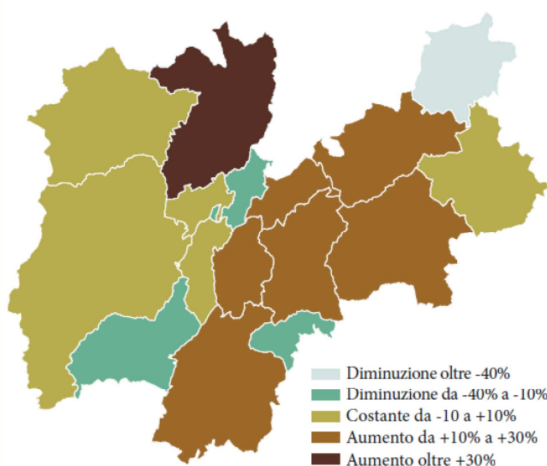 Diminuzione oltre -40%
Diminuzione da -40% a -10%
Costante da -10 a +10%
Aumento da +10% a +30%
Aumento oltre +30%